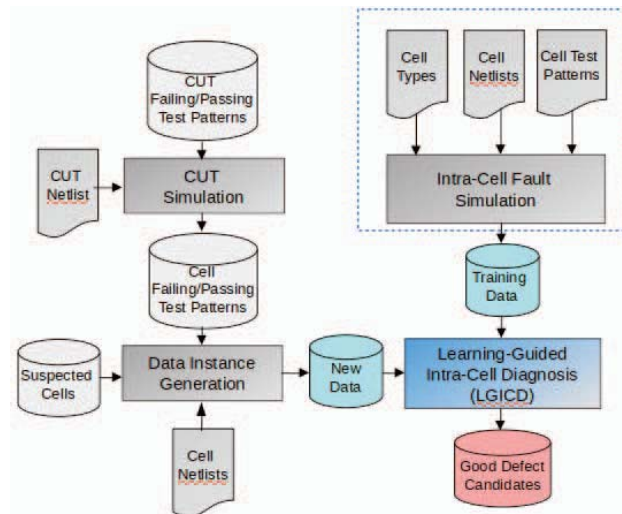 CUT
Failing/Passing
Test Patterns
Cell
Types
Cell
Netlists
Cell Test
Patterns
CUT
Netlist
CUT
Simulation
Intra-Cell Fault
Simulation
Cell
Failing/Passing
Test Patterns
Training
Data
Suspected
Cells
Data Instance
Generation
New
Data
Learning-Guided
Intra-Cell Diagnosis
(LGICD)
Cell
Netlists
Good Defect
Candidates